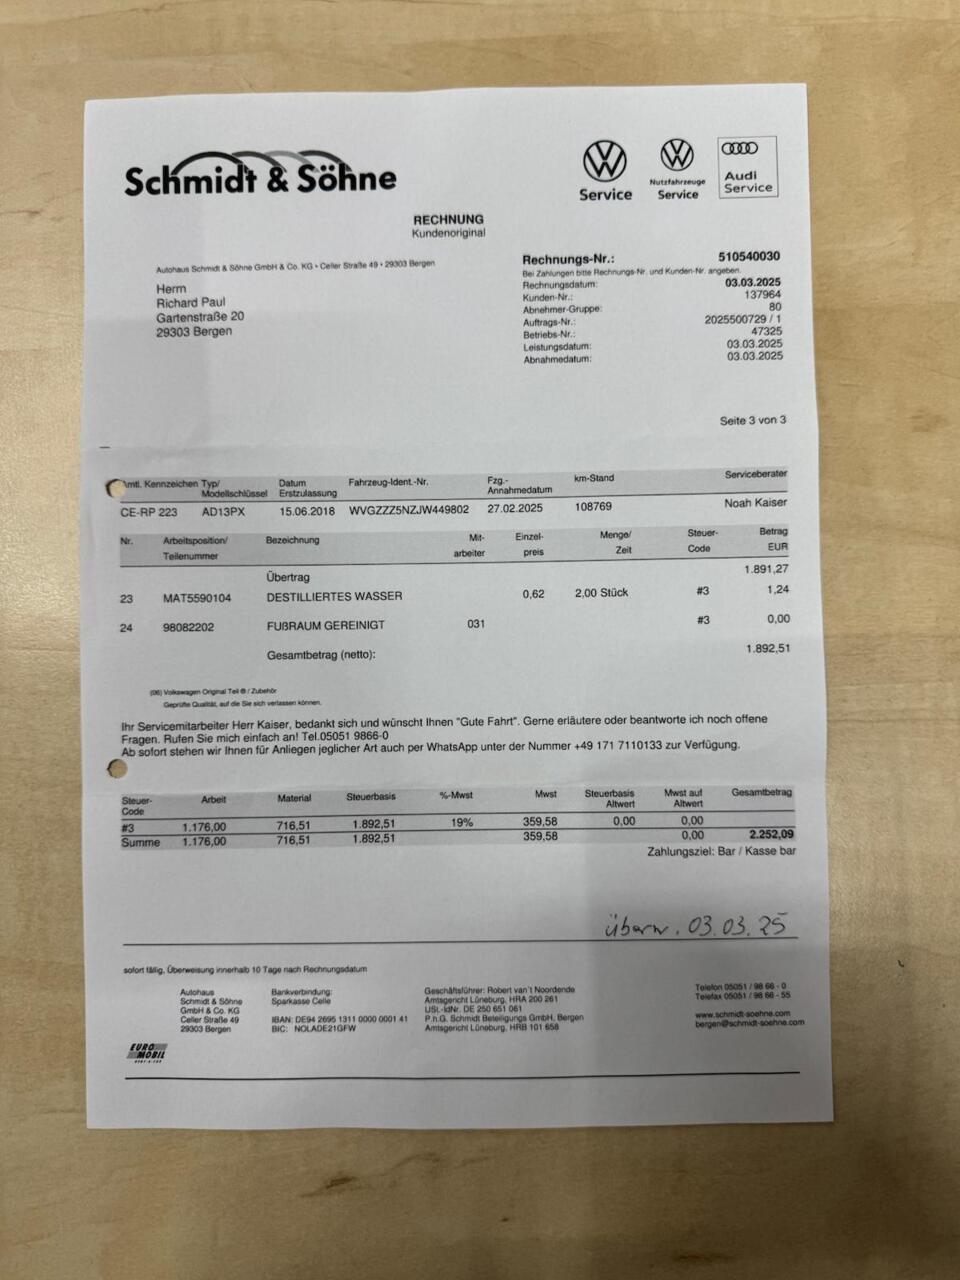 Schmidt & Söhne
Service
Nutzfahrzeuge
Service
Audi
Service
RECHNUNG
Kundenoriginal
Autohaus Schmidt & Söhne GmbH & Co. KG • Celler Straße 49 • 29303 Bergen
Herrn
Richard Paul
Gartenstraße 20
29303 Bergen
Rechnungs-Nr.: 510540030
Bei Zahlungen bitte Rechnungs-Nr. und Kunden-Nr. angeben.
Rechnungsdatum: 03.03.2025
Kunden-Nr.: 137964
Abnehmer-Gruppe: 80
Auftrags-Nr.: 2025500729 / 1
Betriebs-Nr.: 47325
Leistungsdatum: 03.03.2025
Abnahmedatum: 03.03.2025
Seite 3 von 3
Amtl. Kennzeichen Typ/ Modellschlüssel Datum Erstzulassung Fahrzeug-Ident.-Nr. Fzg.- Annahmedatum km-Stand Serviceberater
CE-RP 223 AD13PX 15.06.2018 WVGZZZ5NZJW449802 27.02.2025 108769 Noah Kaiser
Nr. Arbeitsposition/ Teilenummer Bezeichnung Mit- arbeiter Einzel- preis Menge/ Zeit Steuer- Code Betrag EUR
Übertrag 1.891,27
23 MAT5590104 DESTILLIERTES WASSER 0,62 2,00 Stück #3 1,24
24 98082202 FUßRAUM GEREINIGT 031 #3 0,00
Gesamtbetrag (netto): 1.892,51
(06) Volkswagen Original Teil ® / Zubehör
Geprüfte Qualität, auf die Sie sich verlassen können.
Ihr Servicemitarbeiter Herr Kaiser, bedankt sich und wünscht Ihnen "Gute Fahrt". Gerne erläutere oder beantworte ich noch offene
Fragen. Rufen Sie mich einfach an! Tel.05051 9866-0
Ab sofort stehen wir Ihnen für Anliegen jeglicher Art auch per WhatsApp unter der Nummer +49 171 7110133 zur Verfügung.
Steuer- Code Arbeit Material Steuerbasis %-Mwst Mwst Steuerbasis Altwert Mwst auf Altwert Gesamtbetrag
#3 1.176,00 716,51 1.892,51 19% 359,58 0,00 0,00
Summe 1.176,00 716,51 1.892,51 359,58 0,00 2.252,09
Zahlungsziel: Bar / Kasse bar
überw. 03.03.25
sofort fällig, Überweisung innerhalb 10 Tage nach Rechnungsdatum
Autohaus
Schmidt & Söhne
GmbH & Co. KG
Celler Straße 49
29303 Bergen
Bankverbindung:
Sparkasse Celle
IBAN: DE94 2695 1311 0000 0001 41
BIC: NOLADE21GFW
Geschäftsführer: Robert van't Noordende
Amtsgericht Lüneburg, HRA 200 261
USt.-IdNr. DE 250 651 061
P.h.G. Schmidt Beteiligungs GmbH, Bergen
Amtsgericht Lüneburg, HRB 101 658
Telefon 05051 / 98 66 - 0
Telefax 05051 / 98 66 - 55
www.schmidt-soehne.com
bergen@schmidt-soehne.com
EURO
MOBIL
RENT-A-CAR